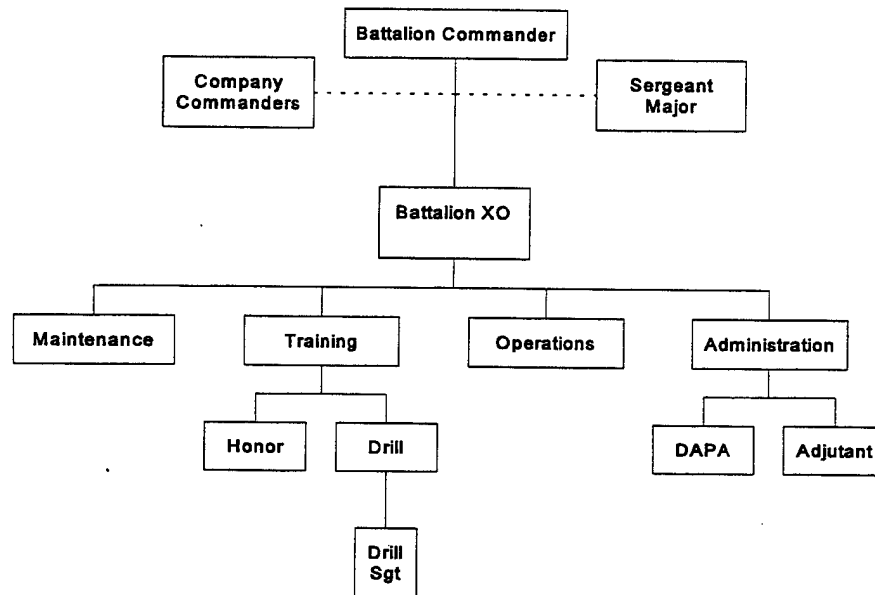 Battalion Commander
Company
Commanders
Sergeant
Major
Battalion XO
Maintenance
Training
Operations
Administration
Honor
Drill
DAPA
Adjutant
Drill
Sgt